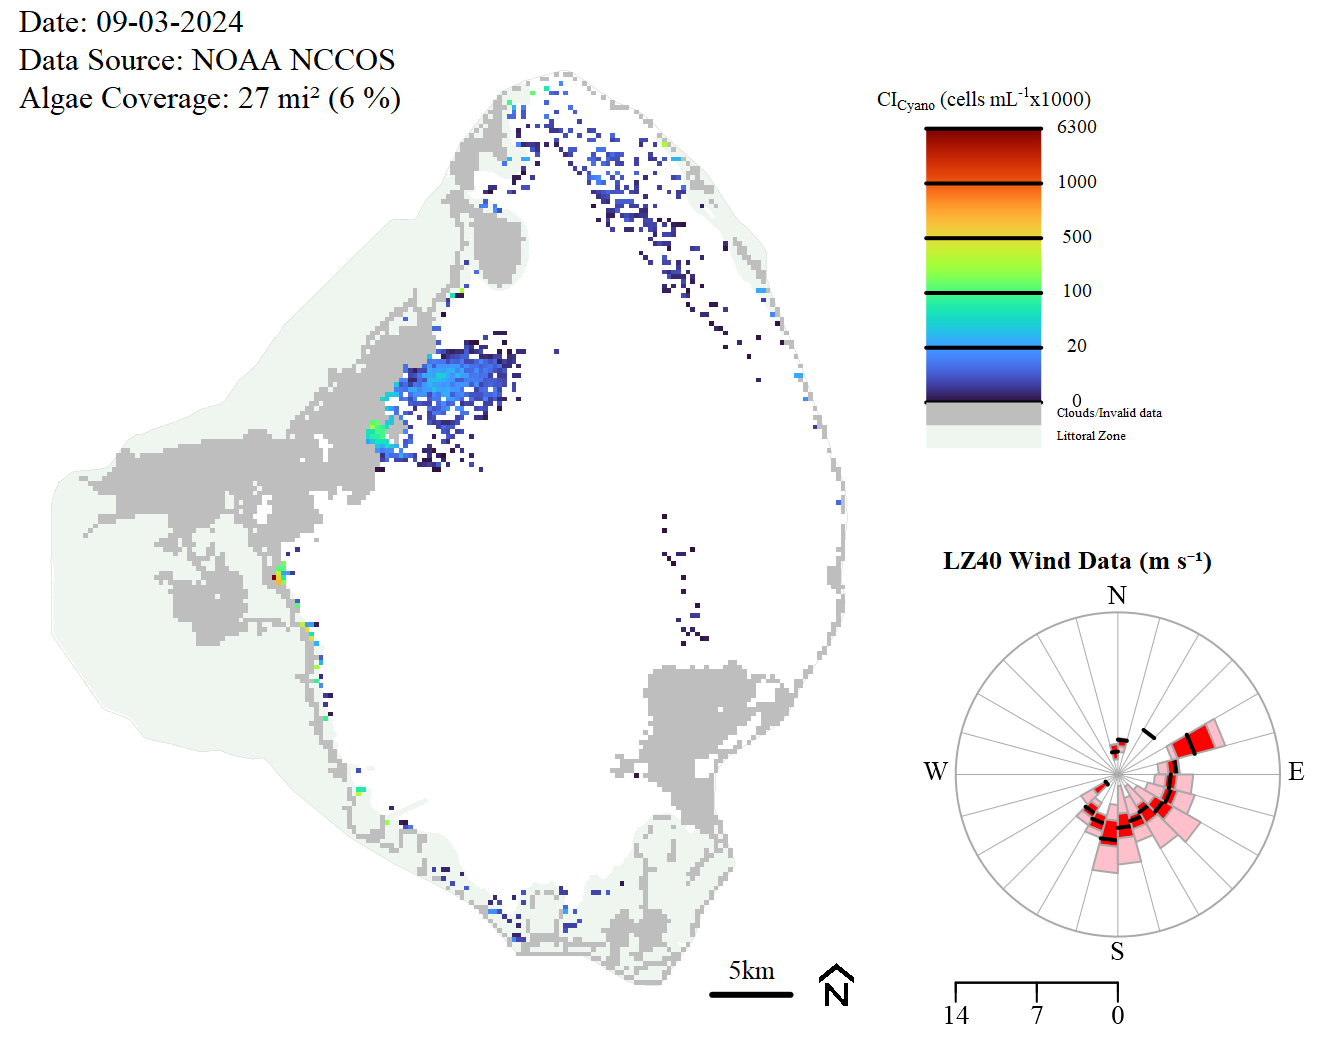 Date: 09-03-2024
Data Source: NOAA NCCOS
Algae Coverage: 27 mi² (6 %)
CICyano (cells mL⁻¹x1000)
6300
1000
500
100
20
0
Clouds/Invalid data
Littoral Zone
LZ40 Wind Data (m s⁻¹)
N
W
E
S
5km
N
14 7 0